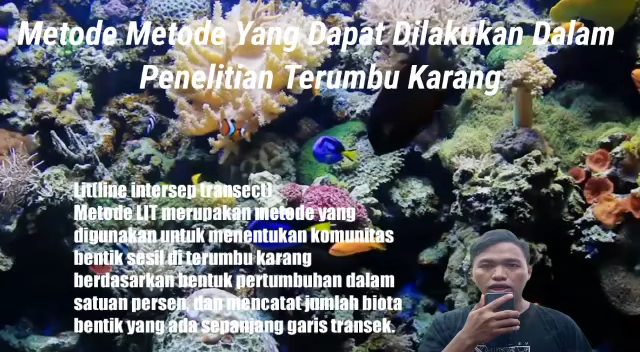 Metode Metode Yang Dapat Dilakukan Dalam
Penelitian Terumbu Karang
Lit(line intersep transect)
Metode LIT merupakan metode yang
digunakan untuk menentukan komunitas
bentik sesil di terumbu karang
berdasarkan bentuk pertumbuhan dalam
satuan persen, dan mencatat jumlah biota
bentik yang ada sepanjang garis transek.